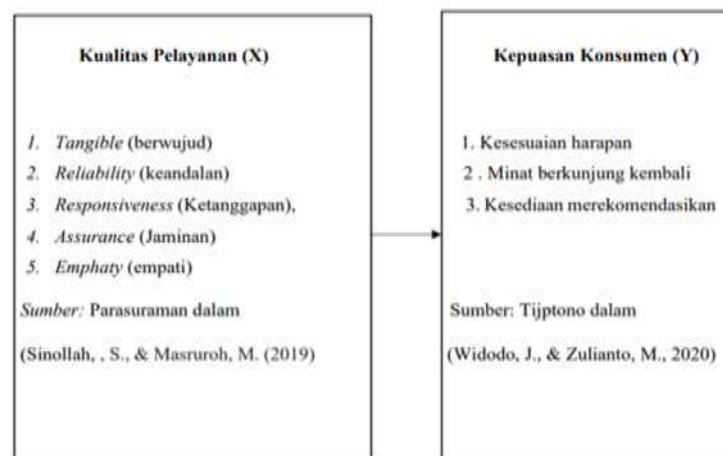 Kualitas Pelayanan (X)
1. Tangible (berwujud)
2. Reliability (keandalan)
3. Responsiveness (Ketanggapan),
4. Assurance (Jaminan)
5. Emphaty (empati)
Sumber: Parasuraman dalam
(Sinollah, , S., & Masruroh, M. (2019)
Kepuasan Konsumen (Y)
1. Kesesuaian harapan
2 . Minat berkunjung kembali
3. Kesediaan merekomendasikan
Sumber: Tijptono dalam
(Widodo, J., & Zulianto, M., 2020)